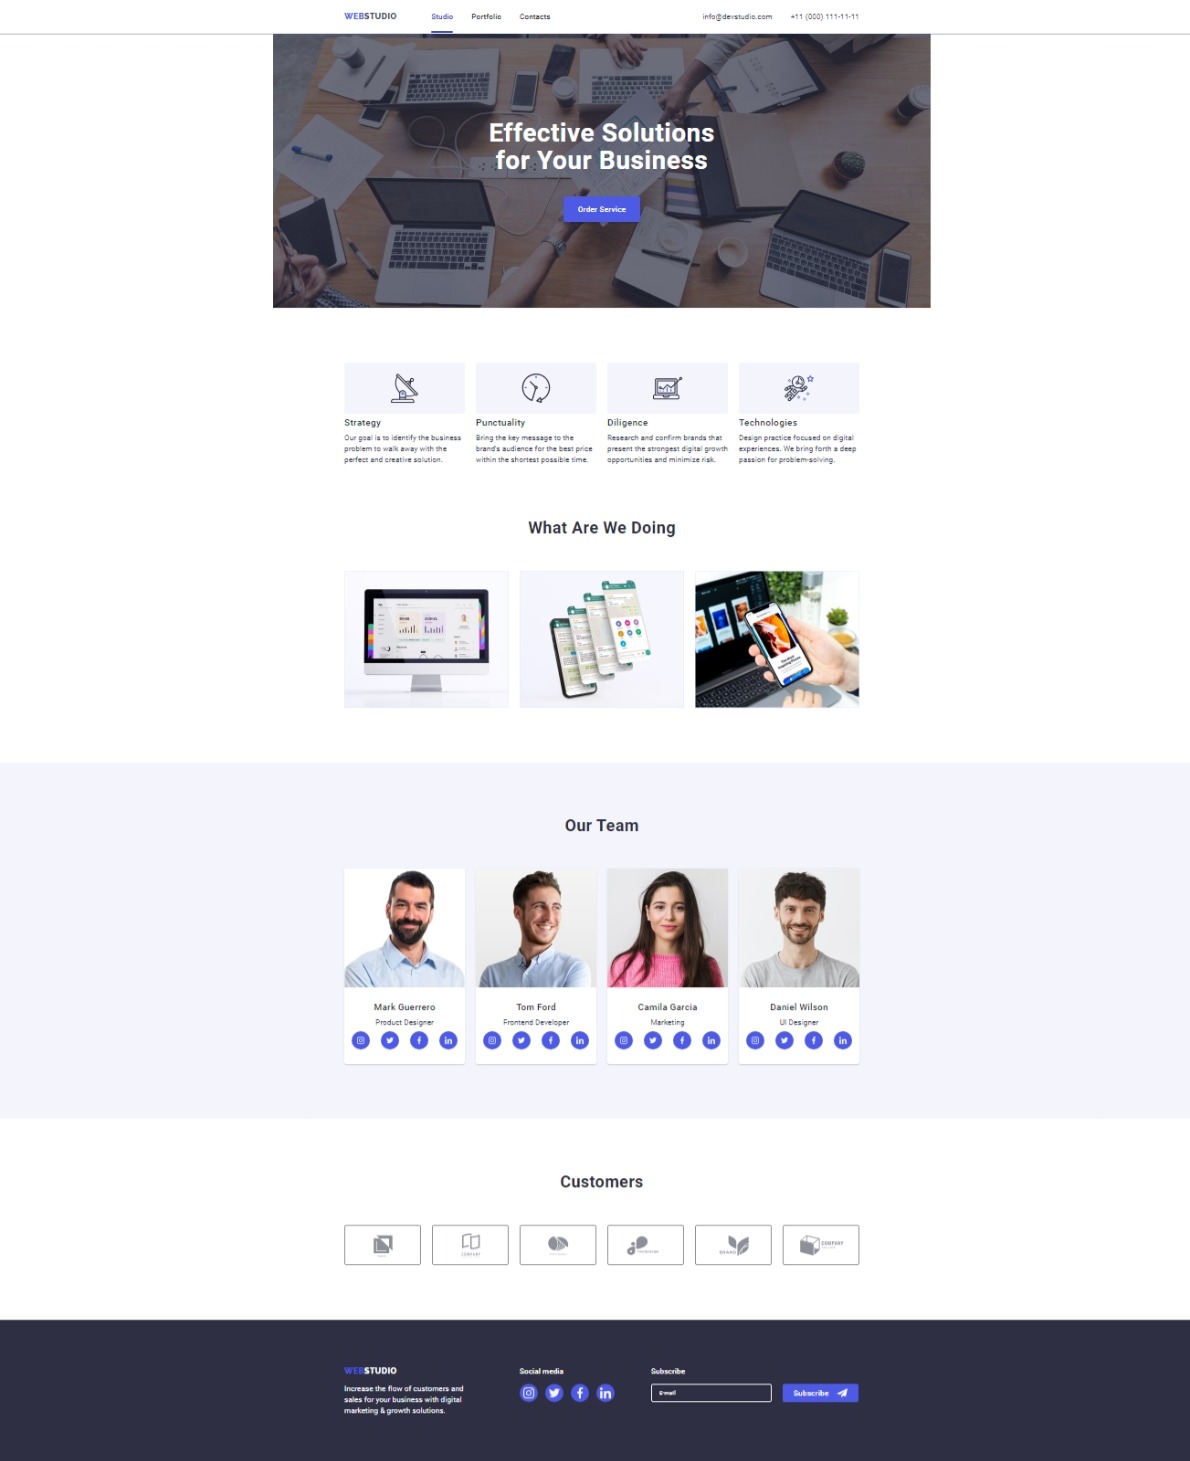 WEBSTUDIO Studio Portfolio Contacts info@devstudio.com +11 (000) 111-11-11
Effective Solutions
for Your Business
Order Service
Strategy
Our goal is to identify the business
problem to walk away with the
perfect and creative solution.
Punctuality
Bring the key message to the
brand's audience for the best price
within the shortest possible time.
Diligence
Research and confirm brands that
present the strongest digital growth
opportunities and minimize risk.
Technologies
Design practice focused on digital
experiences. We bring forth a deep
passion for problem-solving.
What Are We Doing
Our Team
Mark Guerrero
Product Designer
Tom Ford
Frontend Developer
Camila Garcia
Marketing
Daniel Wilson
UI Designer
Customers
COMPANY
COMPANY
WEBSTUDIO
Increase the flow of customers and
sales for your business with digital
marketing & growth solutions.
Social media
Subscribe
E-mail
Subscribe